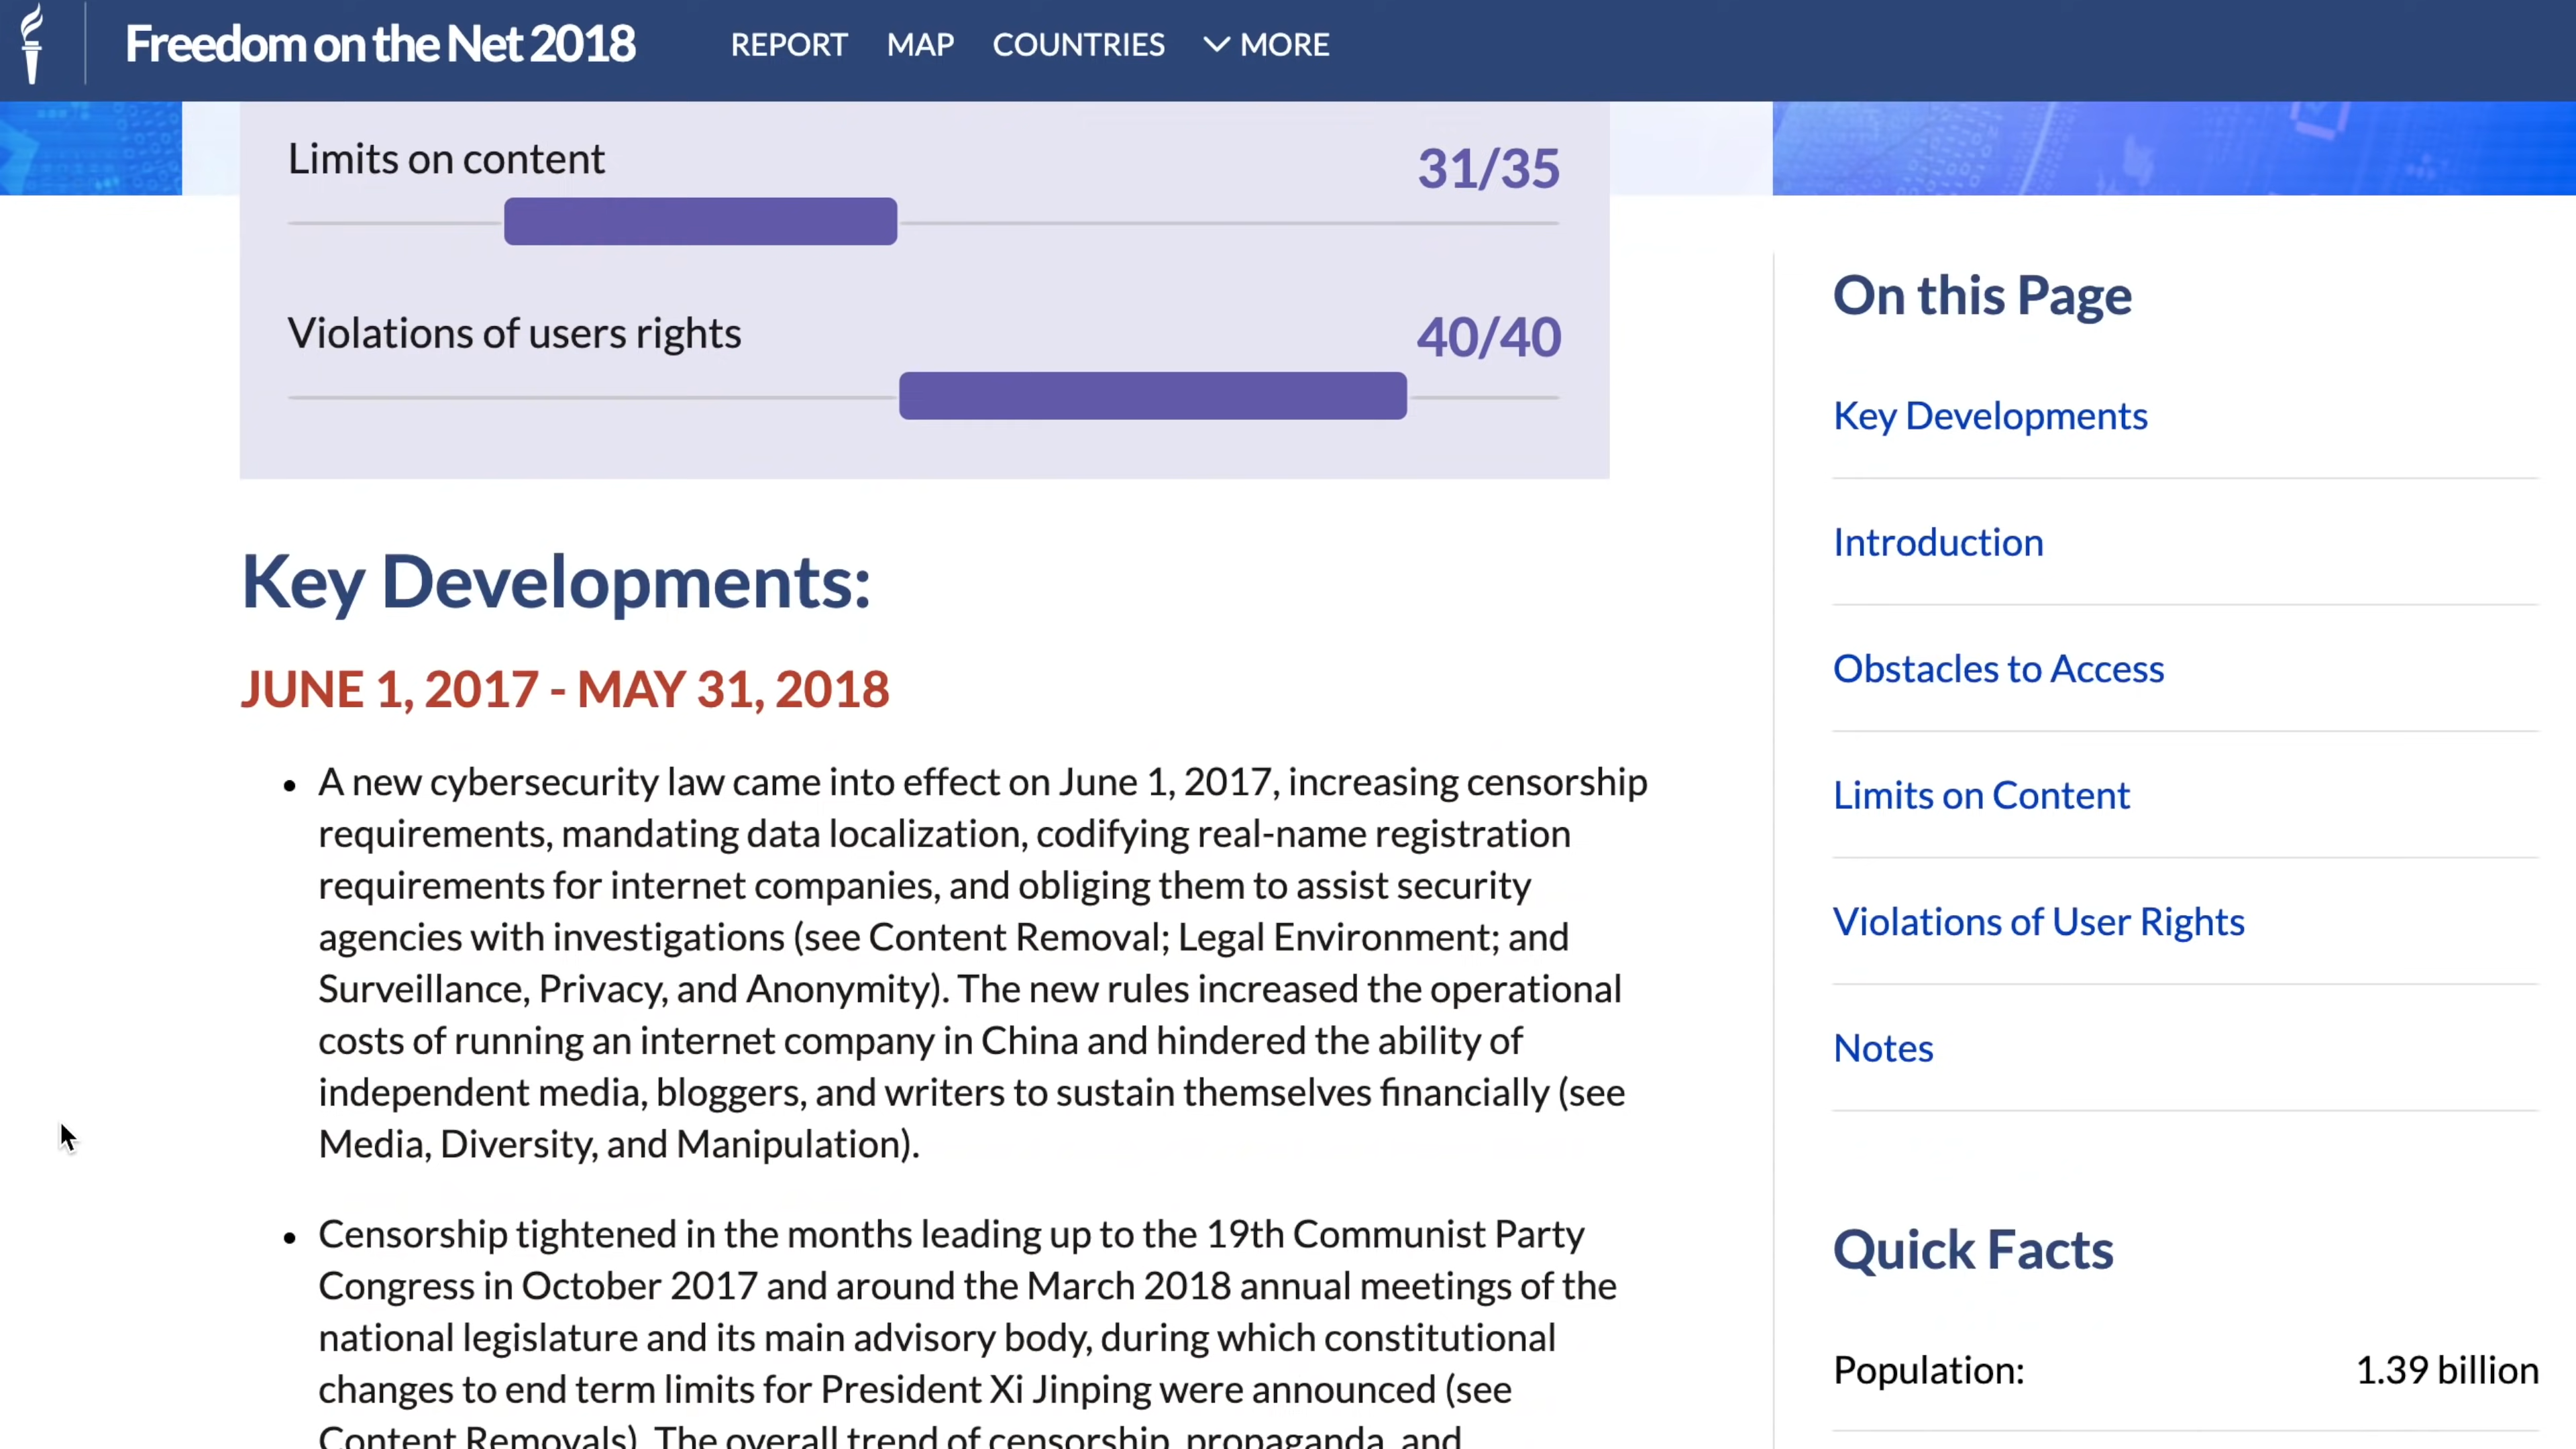 Freedom on the Net 2018
REPORT
MAP
COUNTRIES
MORE
Limits on content
31/35
Violations of users rights
40/40
Key Developments:
JUNE 1, 2017 - MAY 31, 2018
• A new cybersecurity law came into effect on June 1, 2017, increasing censorship
requirements, mandating data localization, codifying real-name registration
requirements for internet companies, and obliging them to assist security
agencies with investigations (see Content Removal; Legal Environment; and
Surveillance, Privacy, and Anonymity). The new rules increased the operational
costs of running an internet company in China and hindered the ability of
independent media, bloggers, and writers to sustain themselves financially (see
Media, Diversity, and Manipulation).
• Censorship tightened in the months leading up to the 19th Communist Party
Congress in October 2017 and around the March 2018 annual meetings of the
national legislature and its main advisory body, during which constitutional
changes to end term limits for President Xi Jinping were announced (see
Content Removals). The overall trend of censorship, propaganda, and
On this Page
Key Developments
Introduction
Obstacles to Access
Limits on Content
Violations of User Rights
Notes
Quick Facts
Population:
1.39 billion